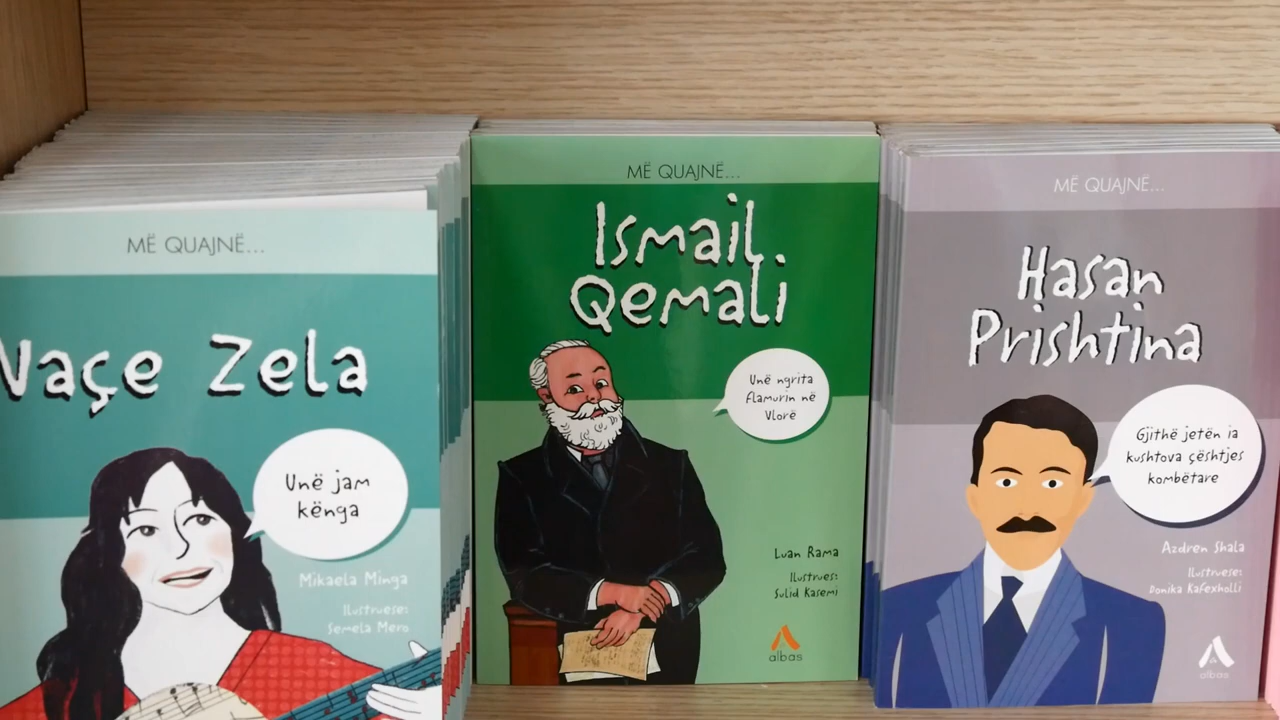 MË QUAJNË...
Vaçe Zela
Unë jam
kënga
Mikaela Minga
Ilustruese:
Semela Mero
MË QUAJNË...
Ismail
Qemali
Unë ngrita
flamurin në
Vlorë
Luan Rama
Ilustrues:
Sulid Kasemi
albas
MË QUAJNË...
Hasan
Prishtina
Gjithë jetën ia
kushtova çështjes
kombëtare
Azdren Shala
Ilustruese:
Donika Kafexholli
albas